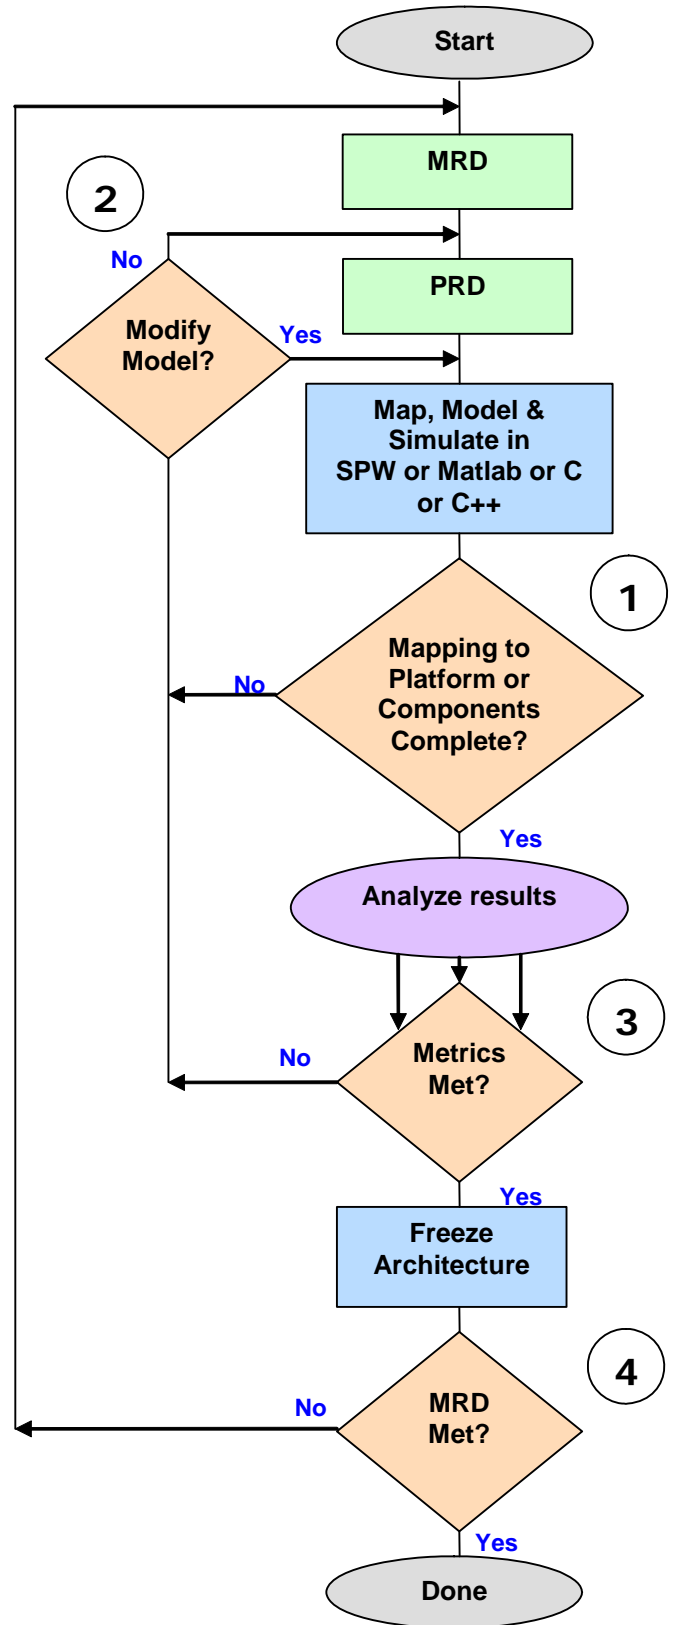 Start
MRD
2
No
PRD
Modify
Model?
Yes
Map, Model &
Simulate in
SPW or Matlab or C
or C++
1
Mapping to
Platform or
Components
Complete?
No
Yes
Analyze results
3
Metrics
Met?
No
Yes
Freeze
Architecture
4
MRD
Met?
No
Yes
Done